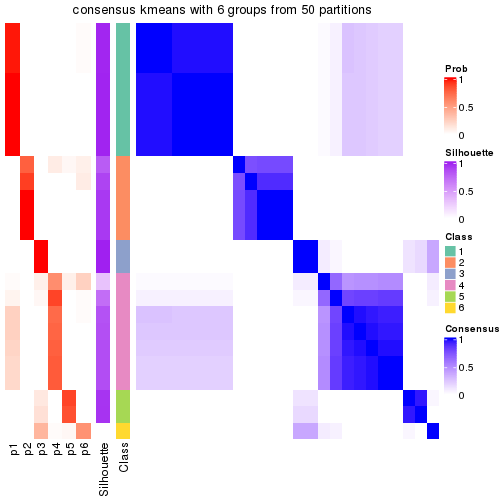 consensus kmeans with 6 groups from 50 partitions
Prob
1
0.5
0
Silhouette
1
0.5
0
Class
1
2
3
4
5
6
Consensus
1
0.5
0
p1
p2
p3
p4
p5
p6
Silhouette
Class